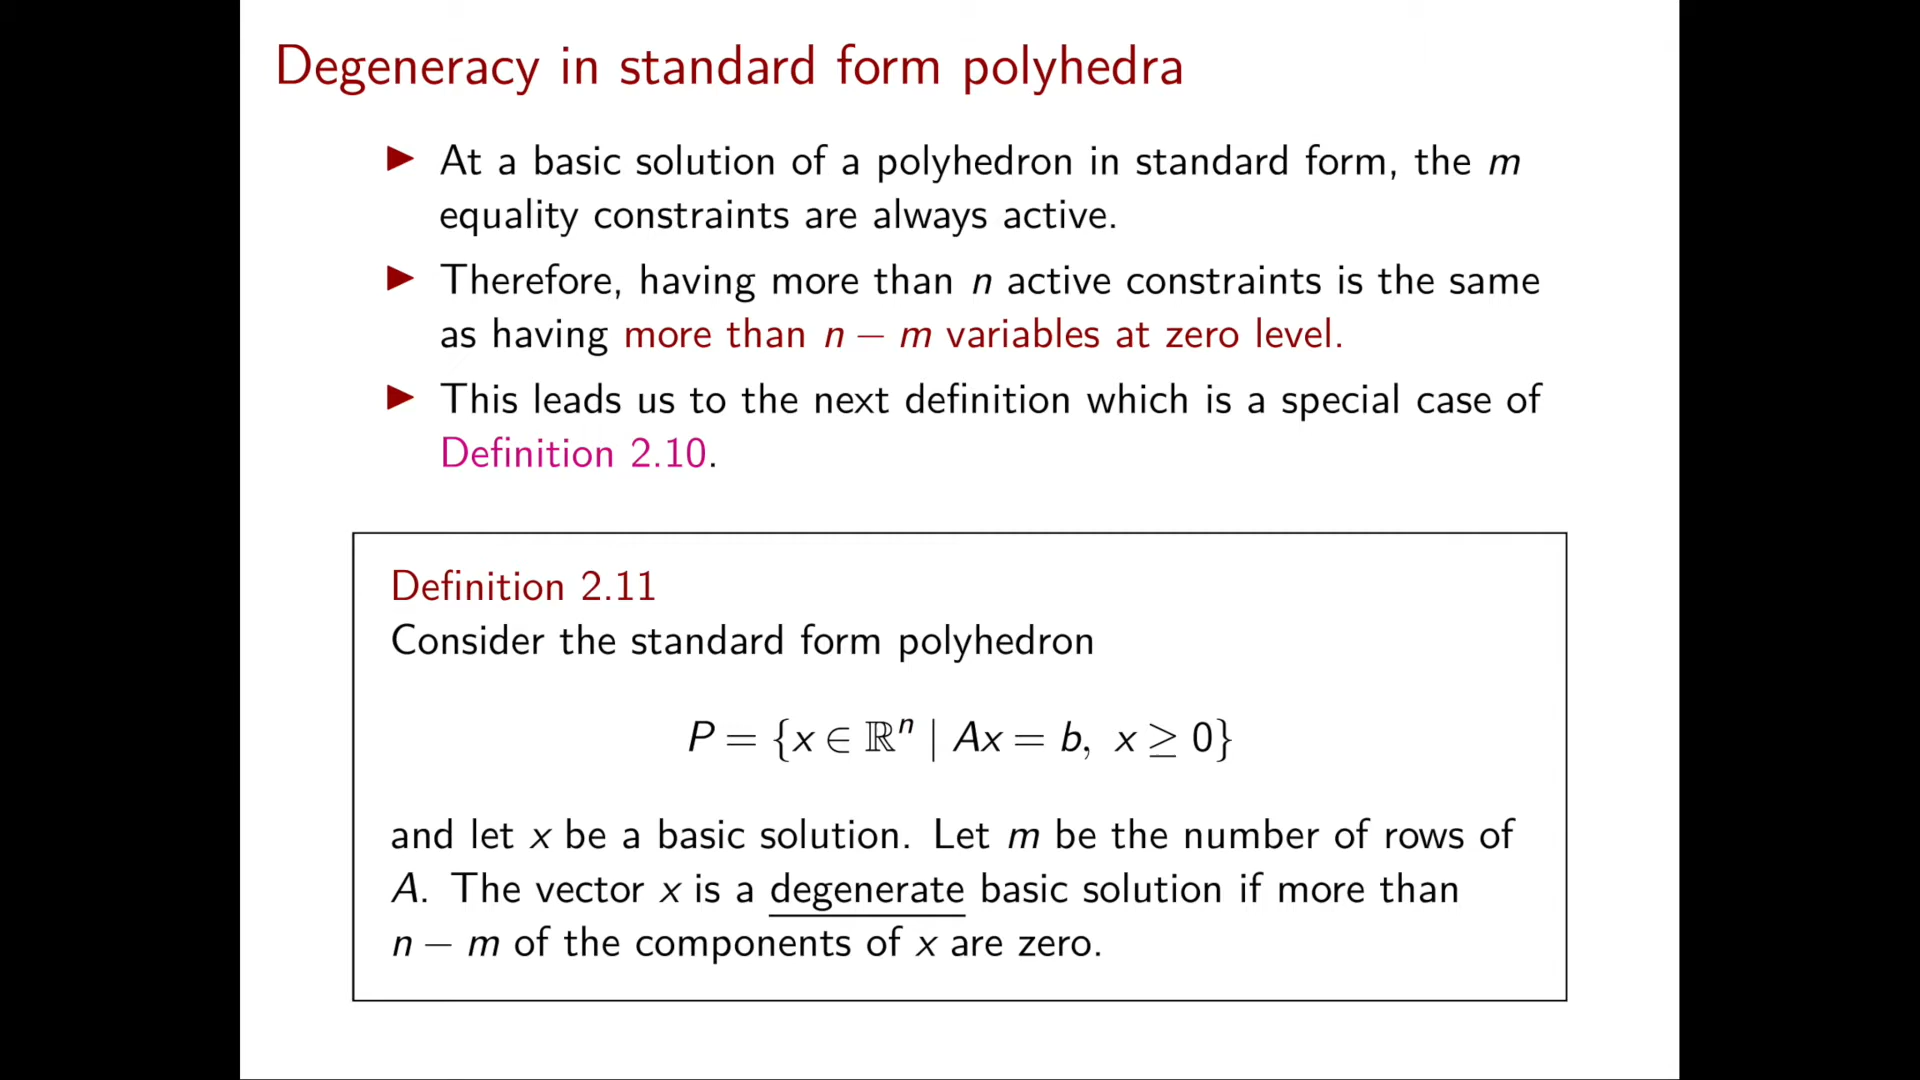 Degeneracy in standard form polyhedra
▶ At a basic solution of a polyhedron in standard form, the m
equality constraints are always active.
▶ Therefore, having more than n active constraints is the same
as having more than n − m variables at zero level.
▶ This leads us to the next definition which is a special case of
Definition 2.10.
Definition 2.11
Consider the standard form polyhedron
P = {x ∈ ℝⁿ | Ax = b, x ≥ 0}
and let x be a basic solution. Let m be the number of rows of
A. The vector x is a degenerate basic solution if more than
n − m of the components of x are zero.